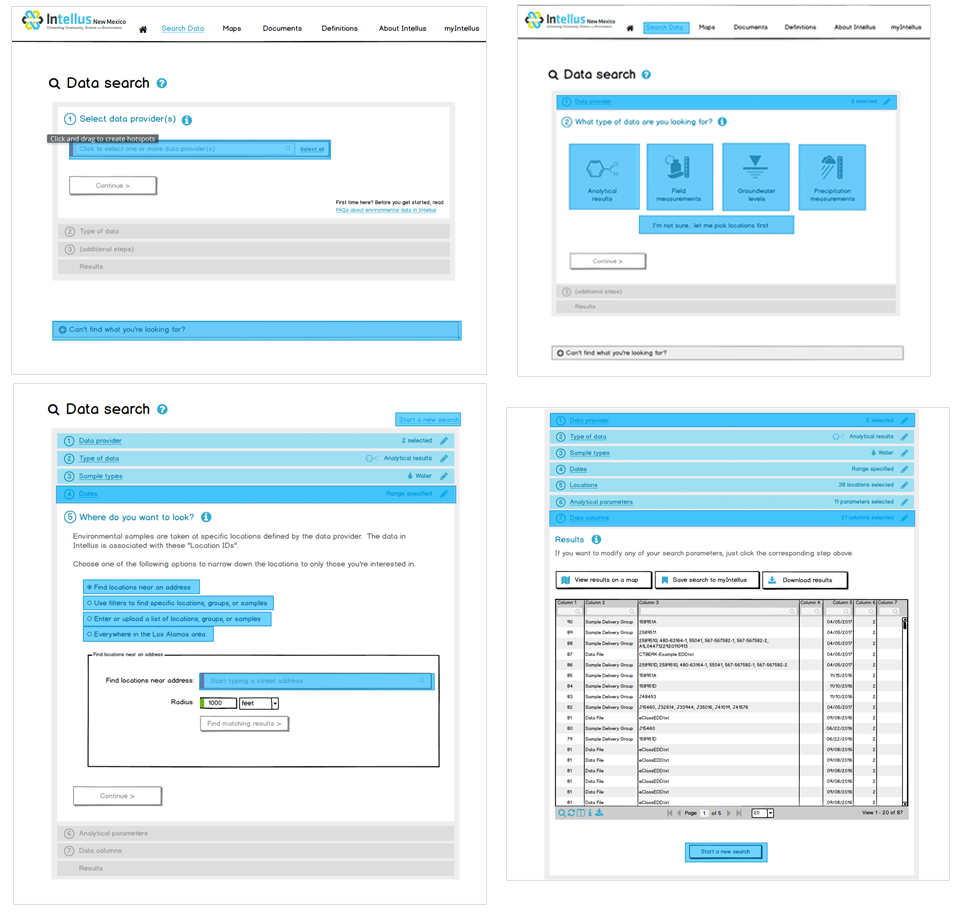 Intellus New Mexico
Connecting Community, Science and Environment
Search Data Maps Documents Definitions About Intellus myIntellus
Data search ?
1 Select data provider(s) i
Click and drag to create hotspots
Click to select one or more data provider(s) Select all
Continue >
First time here? Before you get started, read
FAQs about environmental data in Intellus
2 Type of data
3 (additional steps)
Results
Can't find what you're looking for?
Intellus New Mexico
Connecting Community, Science and Environment
Search Data Maps Documents Definitions About Intellus myIntellus
Data search ?
1 Data provider 2 selected
2 What type of data are you looking for? i
Analytical results
Field measurements
Groundwater levels
Precipitation measurements
I'm not sure.. let me pick locations first
Continue >
3 (additional steps)
Results
Can't find what you're looking for?
Data search ?
Start a new search
1 Data provider 2 selected
2 Type of data Analytical results
3 Sample types Water
4 Dates Range specified
5 Where do you want to look? i
Environmental samples are taken at specific locations defined by the data provider. The data in
Intellus is associated with these "Location IDs".
Choose one of the following options to narrow down the locations to only those you're interested in.
Find locations near an address
Use filters to find specific locations, groups, or samples
Enter or upload a list of locations, groups, or samples
Everywhere in the Los Alamos area
Find locations near an address
Find locations near address: Start typing a street address
Radius: 1000 feet
Find matching results >
Continue >
6 Analytical parameters
7 Data columns
Results
1 Data provider 2 selected
2 Type of data Analytical results
3 Sample types Water
4 Dates Range specified
5 Locations 38 locations selected
6 Analytical parameters 11 parameters selected
7 Data columns 21 columns selected
Results i
If you want to modify any of your search parameters, just click the corresponding step above.
View results on a map Save search to myIntellus Download results
Column 1 Column 2 Column 3 Column 4 Column 5 Column 6 Column 7
90 Sample Delivery Group 158951A 04/05/2017 2
89 Sample Delivery Group 2589511 04/05/2017 2
88 Sample Delivery Group 2589510, 480-63164-1, 55041, 567-567582-1, 567-567582-2, 04/05/2017 2
87 Data File CTBERK-Example EDD.txt 04/05/2017 2
86 Sample Delivery Group 2589510, 480-63164-1, 55041, 567-567582-1, 567-567582-2 04/05/2017 2
85 Sample Delivery Group 158951A 11/15/2016 2
84 Sample Delivery Group 158951D 11/10/2016 2
83 Sample Delivery Group J48453 11/10/2016 2
82 Sample Delivery Group J15460, J32614, J33944, J35016, J41019, J41576 04/05/2017 2
81 Data File eClassEDD.txt 09/08/2016 2
80 Sample Delivery Group J15460 06/22/2016 2
79 Sample Delivery Group 158951D 06/22/2016 2
81 Data File eClassEDD.txt 09/08/2016 2
81 Data File eClassEDD.txt 09/08/2016 2
81 Data File eClassEDD.txt 09/08/2016 2
81 Data File eClassEDD.txt 09/08/2016 2
81 Data File eClassEDD.txt 09/08/2016 2
81 Data File eClassEDD.txt 09/08/2016 2
Page 1 of 5 20 View 1 - 20 of 87
Start a new search